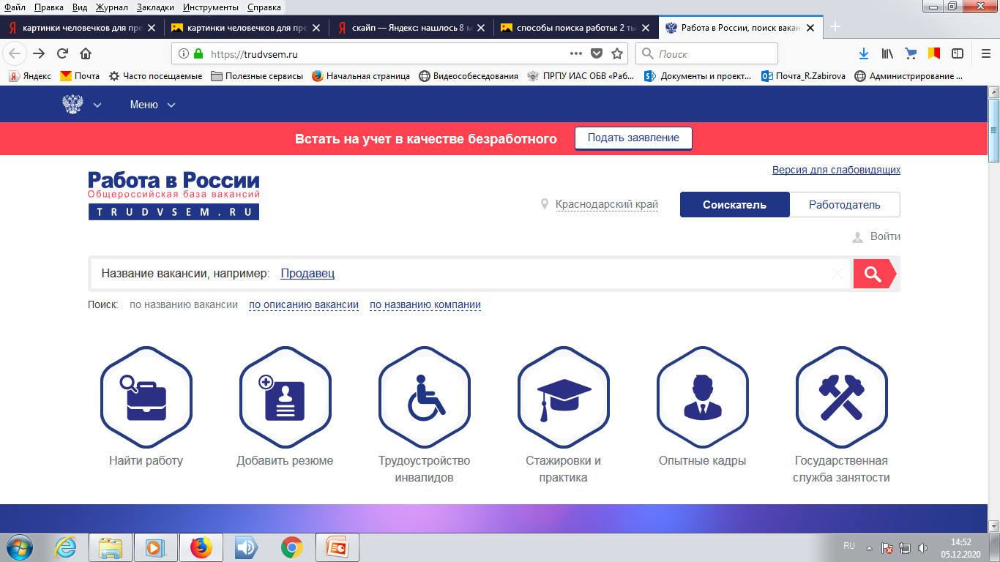 Файл Правка Вид Журнал Закладки Инструменты Справка
картинки человечков для пре
картинки человечков для пре
скайп — Яндекс: нашлось 8 м
способы поиска работы: 2 ты
Работа в России, поиск вакан
https://trudvsem.ru
Поиск
Яндекс
Почта
Часто посещаемые
Полезные сервисы
Начальная страница
Видеособеседования
ПРПУ ИАС ОБВ «Раб...
Документы и проект...
Почта_R.Zabirova
Администрирование ...
Меню
Встать на учет в качестве безработного
Подать заявление
Версия для слабовидящих
Работа в России
Общероссийская база вакансий
TRUDVSEM.RU
Краснодарский край
Соискатель
Работодатель
Войти
Название вакансии, например: Продавец
Поиск: по названию вакансии по описанию вакансии по названию компании
Найти работу
Добавить резюме
Трудоустройство
инвалидов
Стажировки и
практика
Опытные кадры
Государственная
служба занятости
RU
14:52
05.12.2020